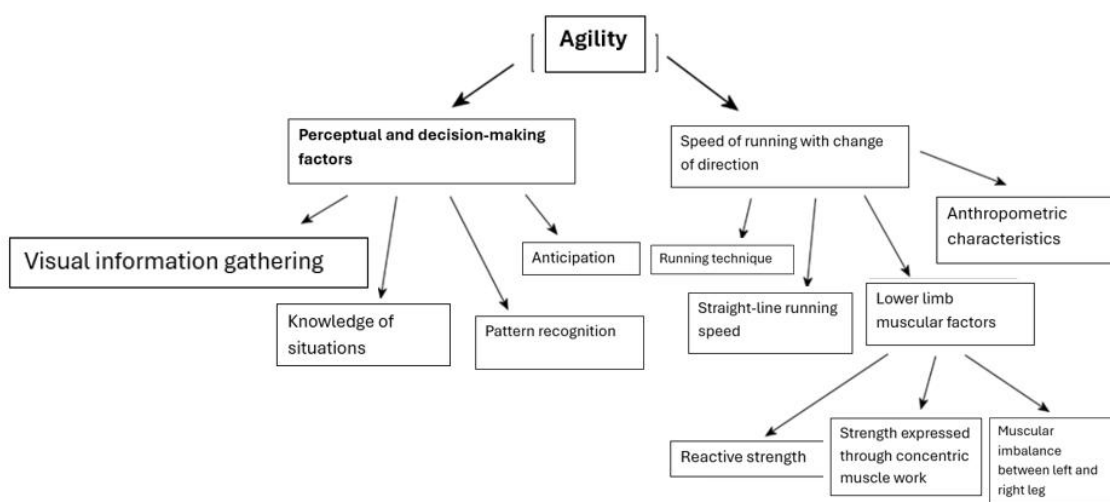 Agility
Perceptual and decision-making
factors
Speed of running with change
of direction
Visual information gathering
Knowledge of
situations
Pattern recognition
Anticipation
Running technique
Straight-line running
speed
Lower limb
muscular factors
Anthropometric
characteristics
Reactive strength
Strength expressed
through concentric
muscle work
Muscular
imbalance
between left and
right leg